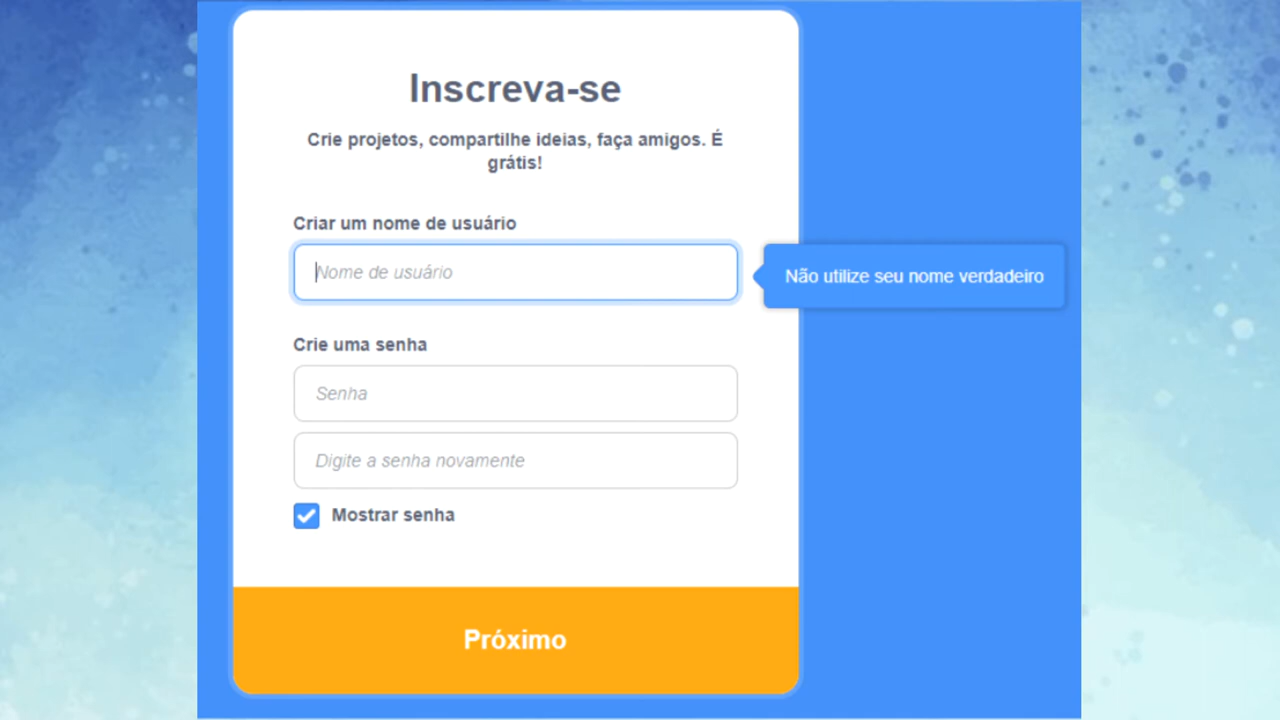 Inscreva-se
Crie projetos, compartilhe ideias, faça amigos. É
grátis!
Criar um nome de usuário
Nome de usuário
Não utilize seu nome verdadeiro
Crie uma senha
Senha
Digite a senha novamente
Mostrar senha
Próximo